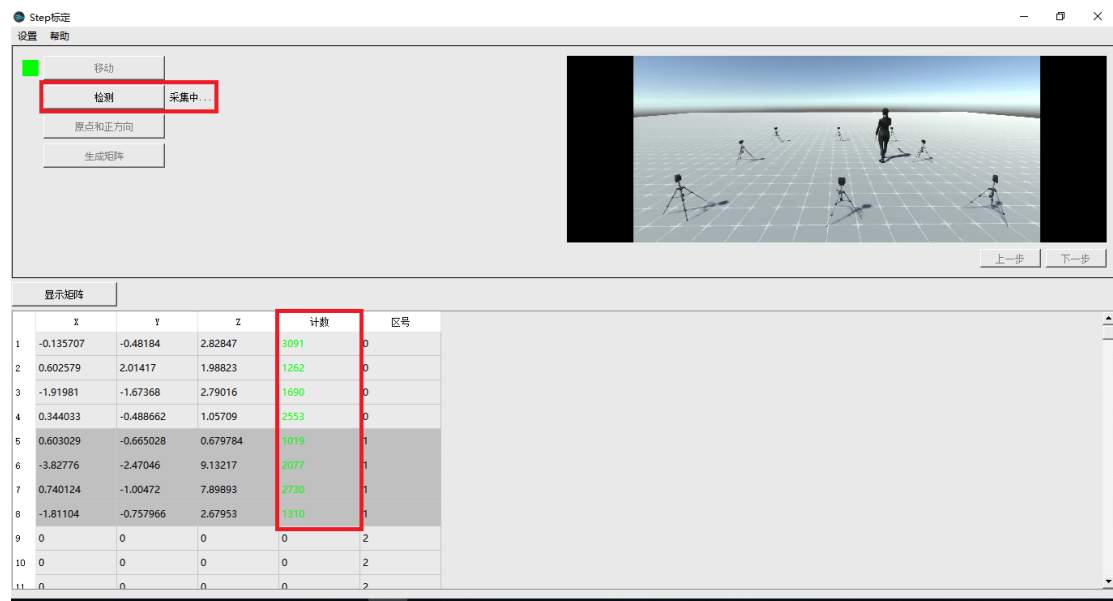 Step标定
设置 帮助
移动
检测 采集中...
原点和正方向
生成矩阵
上一步 下一步
显示矩阵
X Y Z 计数 区号
1 -0.135707 -0.48184 2.82847 3091 0
2 0.602579 2.01417 1.98823 1262 0
3 -1.91981 -1.67368 2.79016 1690 0
4 0.344033 -0.488662 1.05709 2553 0
5 0.603029 -0.665028 0.679784 1019 1
6 -3.82776 -2.47046 9.13217 2077 1
7 0.740124 -1.00472 7.89893 2730 1
8 -1.81104 -0.757966 2.67953 1310 1
9 0 0 0 0 2
10 0 0 0 0 2
11 0 0 0 0 2